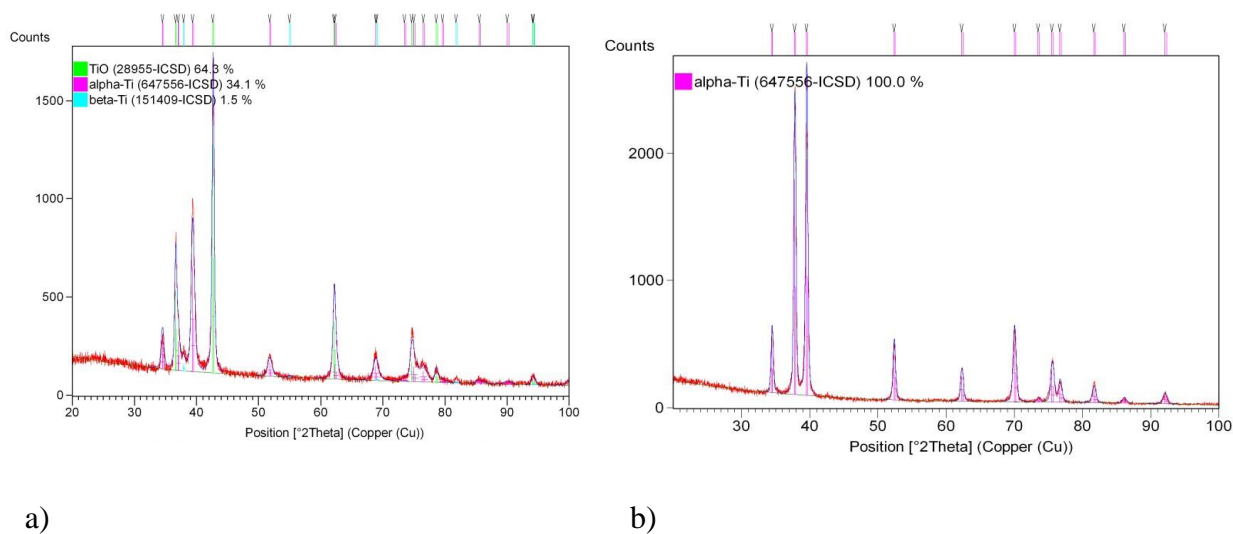 Counts
TiO (28955-ICSD) 64.3 %
alpha-Ti (647556-ICSD) 34.1 %
beta-Ti (151409-ICSD) 1.5 %
1500
1000
500
0
20 30 40 50 60 70 80 90 100
Position [°2Theta] (Copper (Cu))
a)
Counts
alpha-Ti (647556-ICSD) 100.0 %
2000
1000
0
30 40 50 60 70 80 90 100
Position [°2Theta] (Copper (Cu))
b)